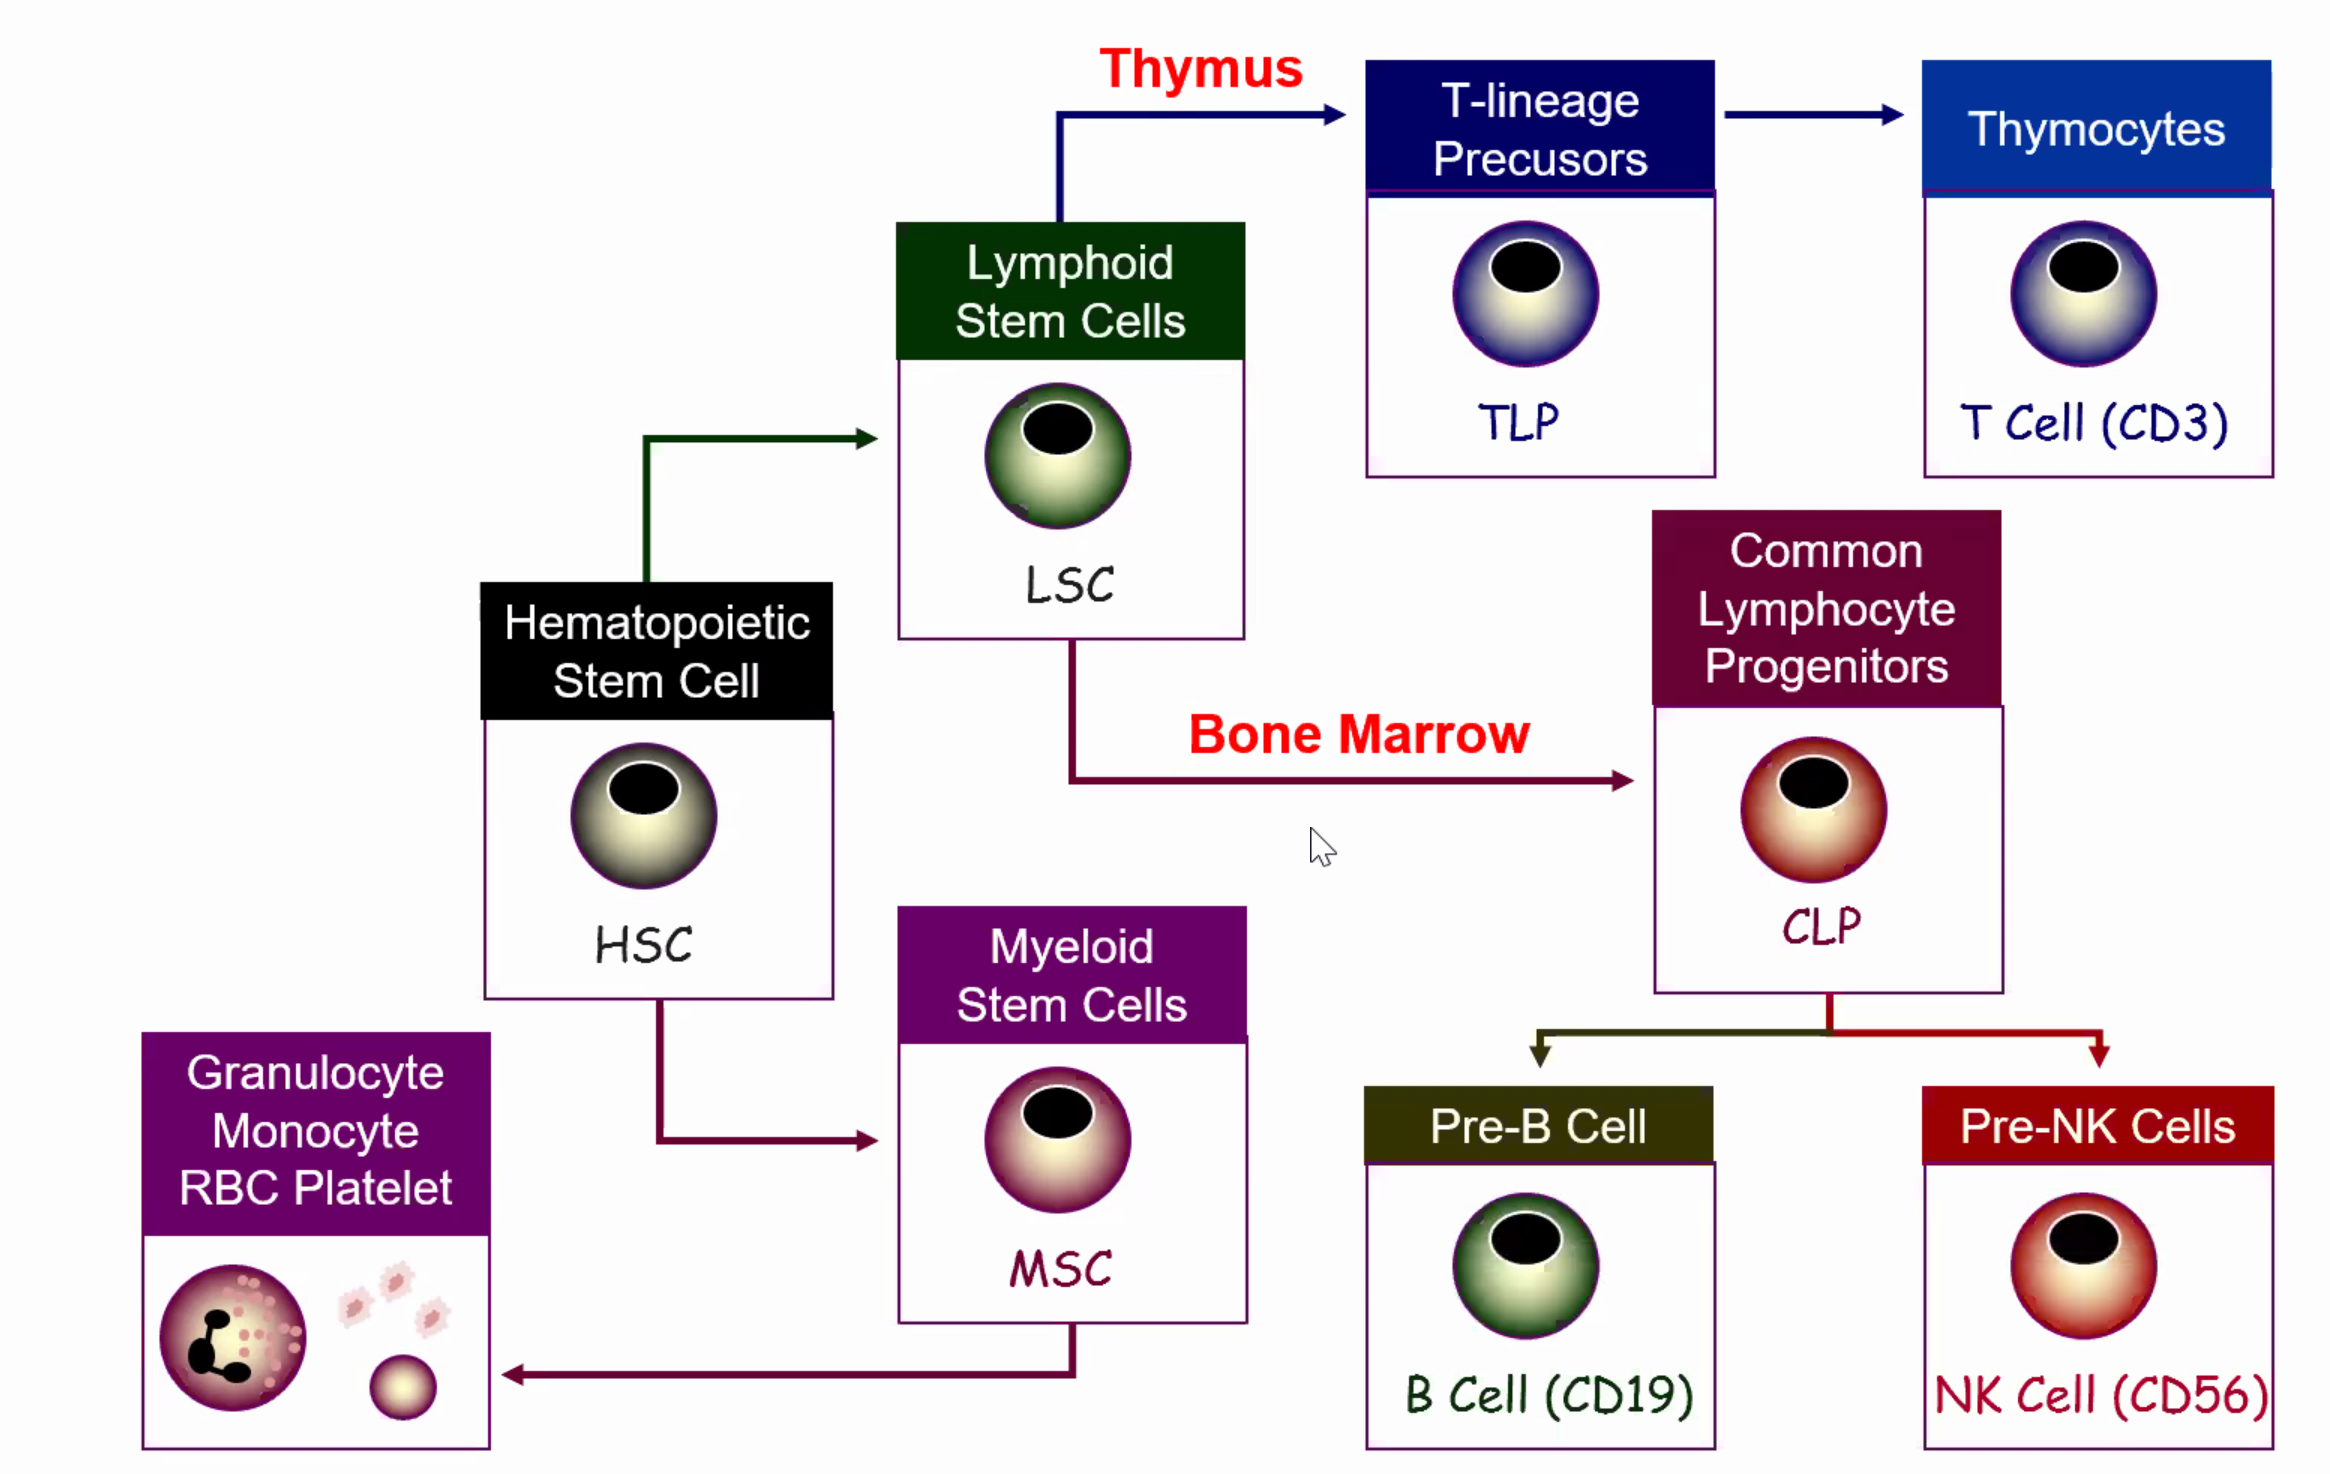 Thymus
T-lineage
Precusors
TLP
Thymocytes
T Cell (CD3)
Lymphoid
Stem Cells
LSC
Hematopoietic
Stem Cell
HSC
Bone Marrow
Common
Lymphocyte
Progenitors
CLP
Myeloid
Stem Cells
MSC
Granulocyte
Monocyte
RBC Platelet
Pre-B Cell
B Cell (CD19)
Pre-NK Cells
NK Cell (CD56)